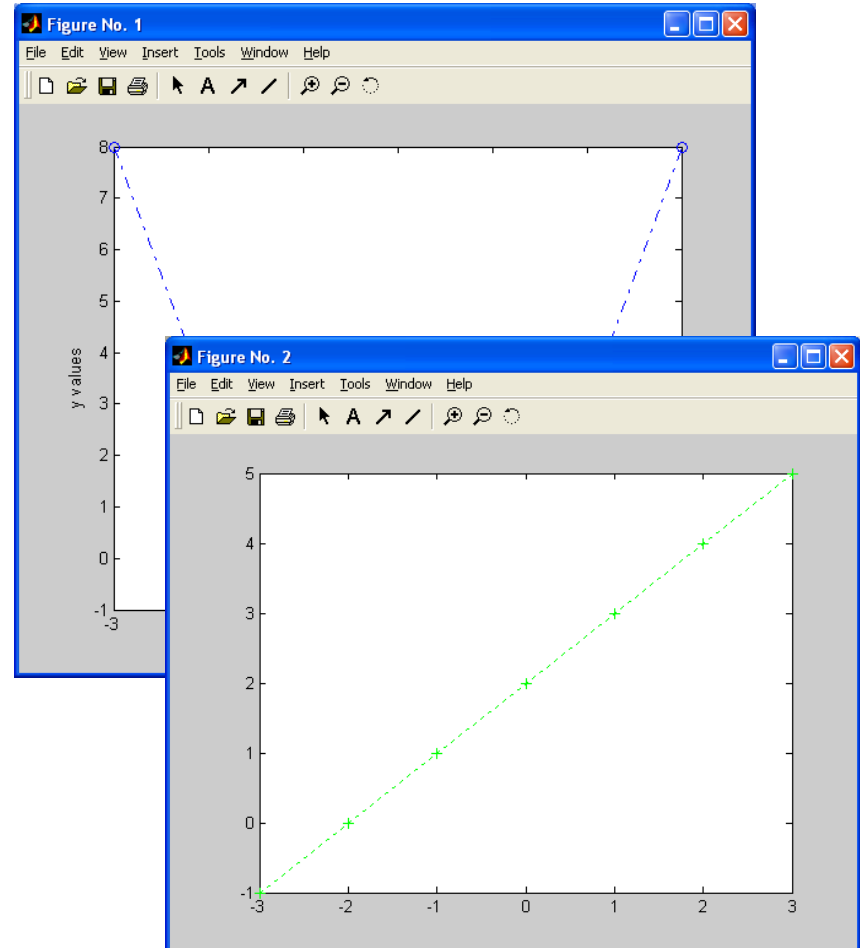 Figure No. 1
File Edit View Insert Tools Window Help
A
8
7
6
5
4
3
2
1
0
-1
y values
-3
Figure No. 2
File Edit View Insert Tools Window Help
A
5
4
3
2
1
0
-1
-3 -2 -1 0 1 2 3